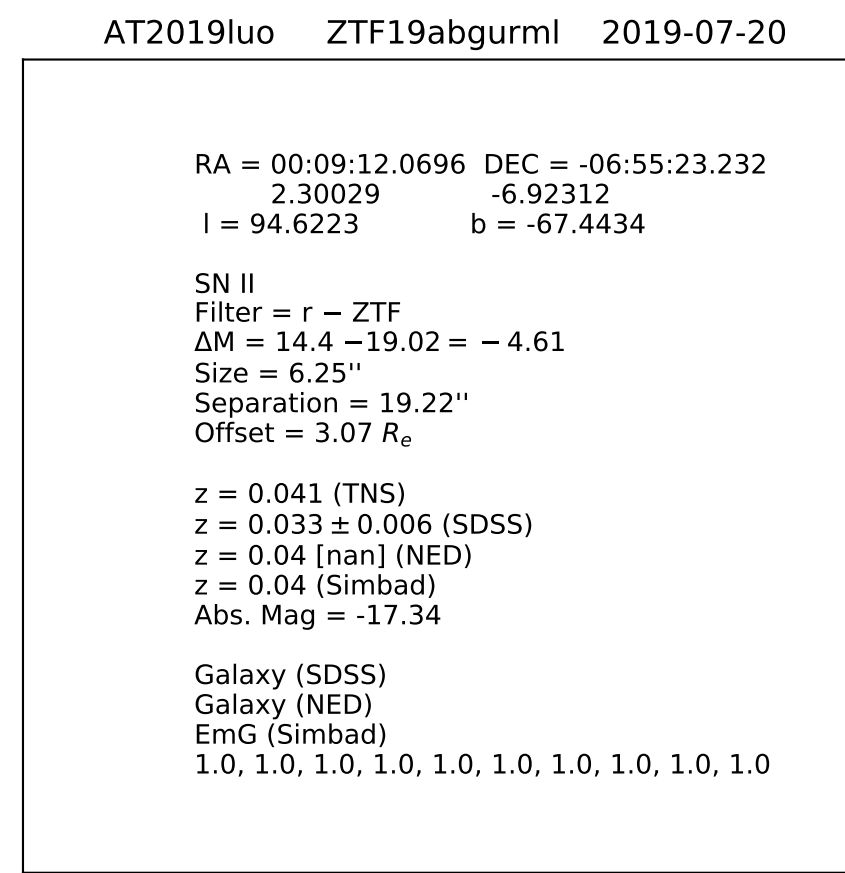 AT2019luo ZTF19abgurml 2019-07-20
RA = 00:09:12.0696 DEC = -06:55:23.232
2.30029 -6.92312
l = 94.6223 b = -67.4434
SN II
Filter = r − ZTF
ΔM = 14.4 −19.02 = − 4.61
Size = 6.25''
Separation = 19.22''
Offset = 3.07 Rₑ
z = 0.041 (TNS)
z = 0.033 ± 0.006 (SDSS)
z = 0.04 [nan] (NED)
z = 0.04 (Simbad)
Abs. Mag = -17.34
Galaxy (SDSS)
Galaxy (NED)
EmG (Simbad)
1.0, 1.0, 1.0, 1.0, 1.0, 1.0, 1.0, 1.0, 1.0, 1.0